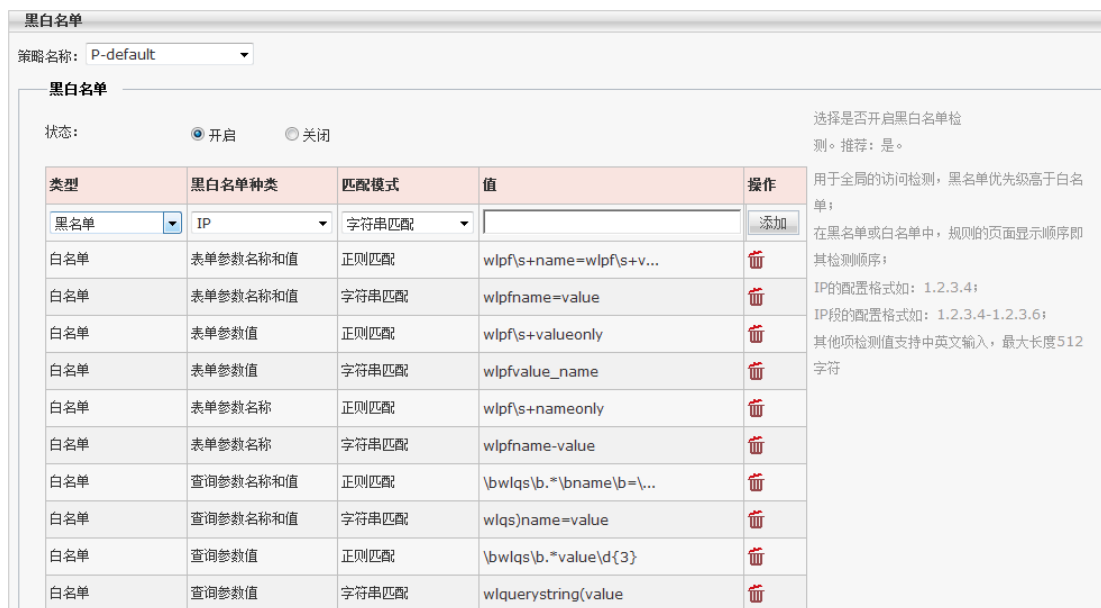 黑白名单
策略名称: P-default
黑白名单
状态: 开启 关闭
选择是否开启黑白名单检
测。推荐: 是。
类型 黑白名单种类 匹配模式 值 操作
黑名单 IP 字符串匹配 添加
白名单 表单参数名称和值 正则匹配 wlpf\s+name=wlpf\s+v...
白名单 表单参数名称和值 字符串匹配 wlpfname=value
白名单 表单参数值 正则匹配 wlpf\s+valueonly
白名单 表单参数值 字符串匹配 wlpfvalue_name
白名单 表单参数名称 正则匹配 wlpf\s+nameonly
白名单 表单参数名称 字符串匹配 wlpfname-value
白名单 查询参数名称和值 正则匹配 \bwlqs\b.*\bname\b=\...
白名单 查询参数名称和值 字符串匹配 wlqs)name=value
白名单 查询参数值 正则匹配 \bwlqs\b.*value\d{3}
白名单 查询参数值 字符串匹配 wlquerystring(value
用于全局的访问检测，黑名单优先级高于白名
单；
在黑名单或白名单中，规则的页面显示顺序即
其检测顺序；
IP的配置格式如: 1.2.3.4；
IP段的配置格式如: 1.2.3.4-1.2.3.6；
其他项检测值支持中英文输入，最大长度512
字符